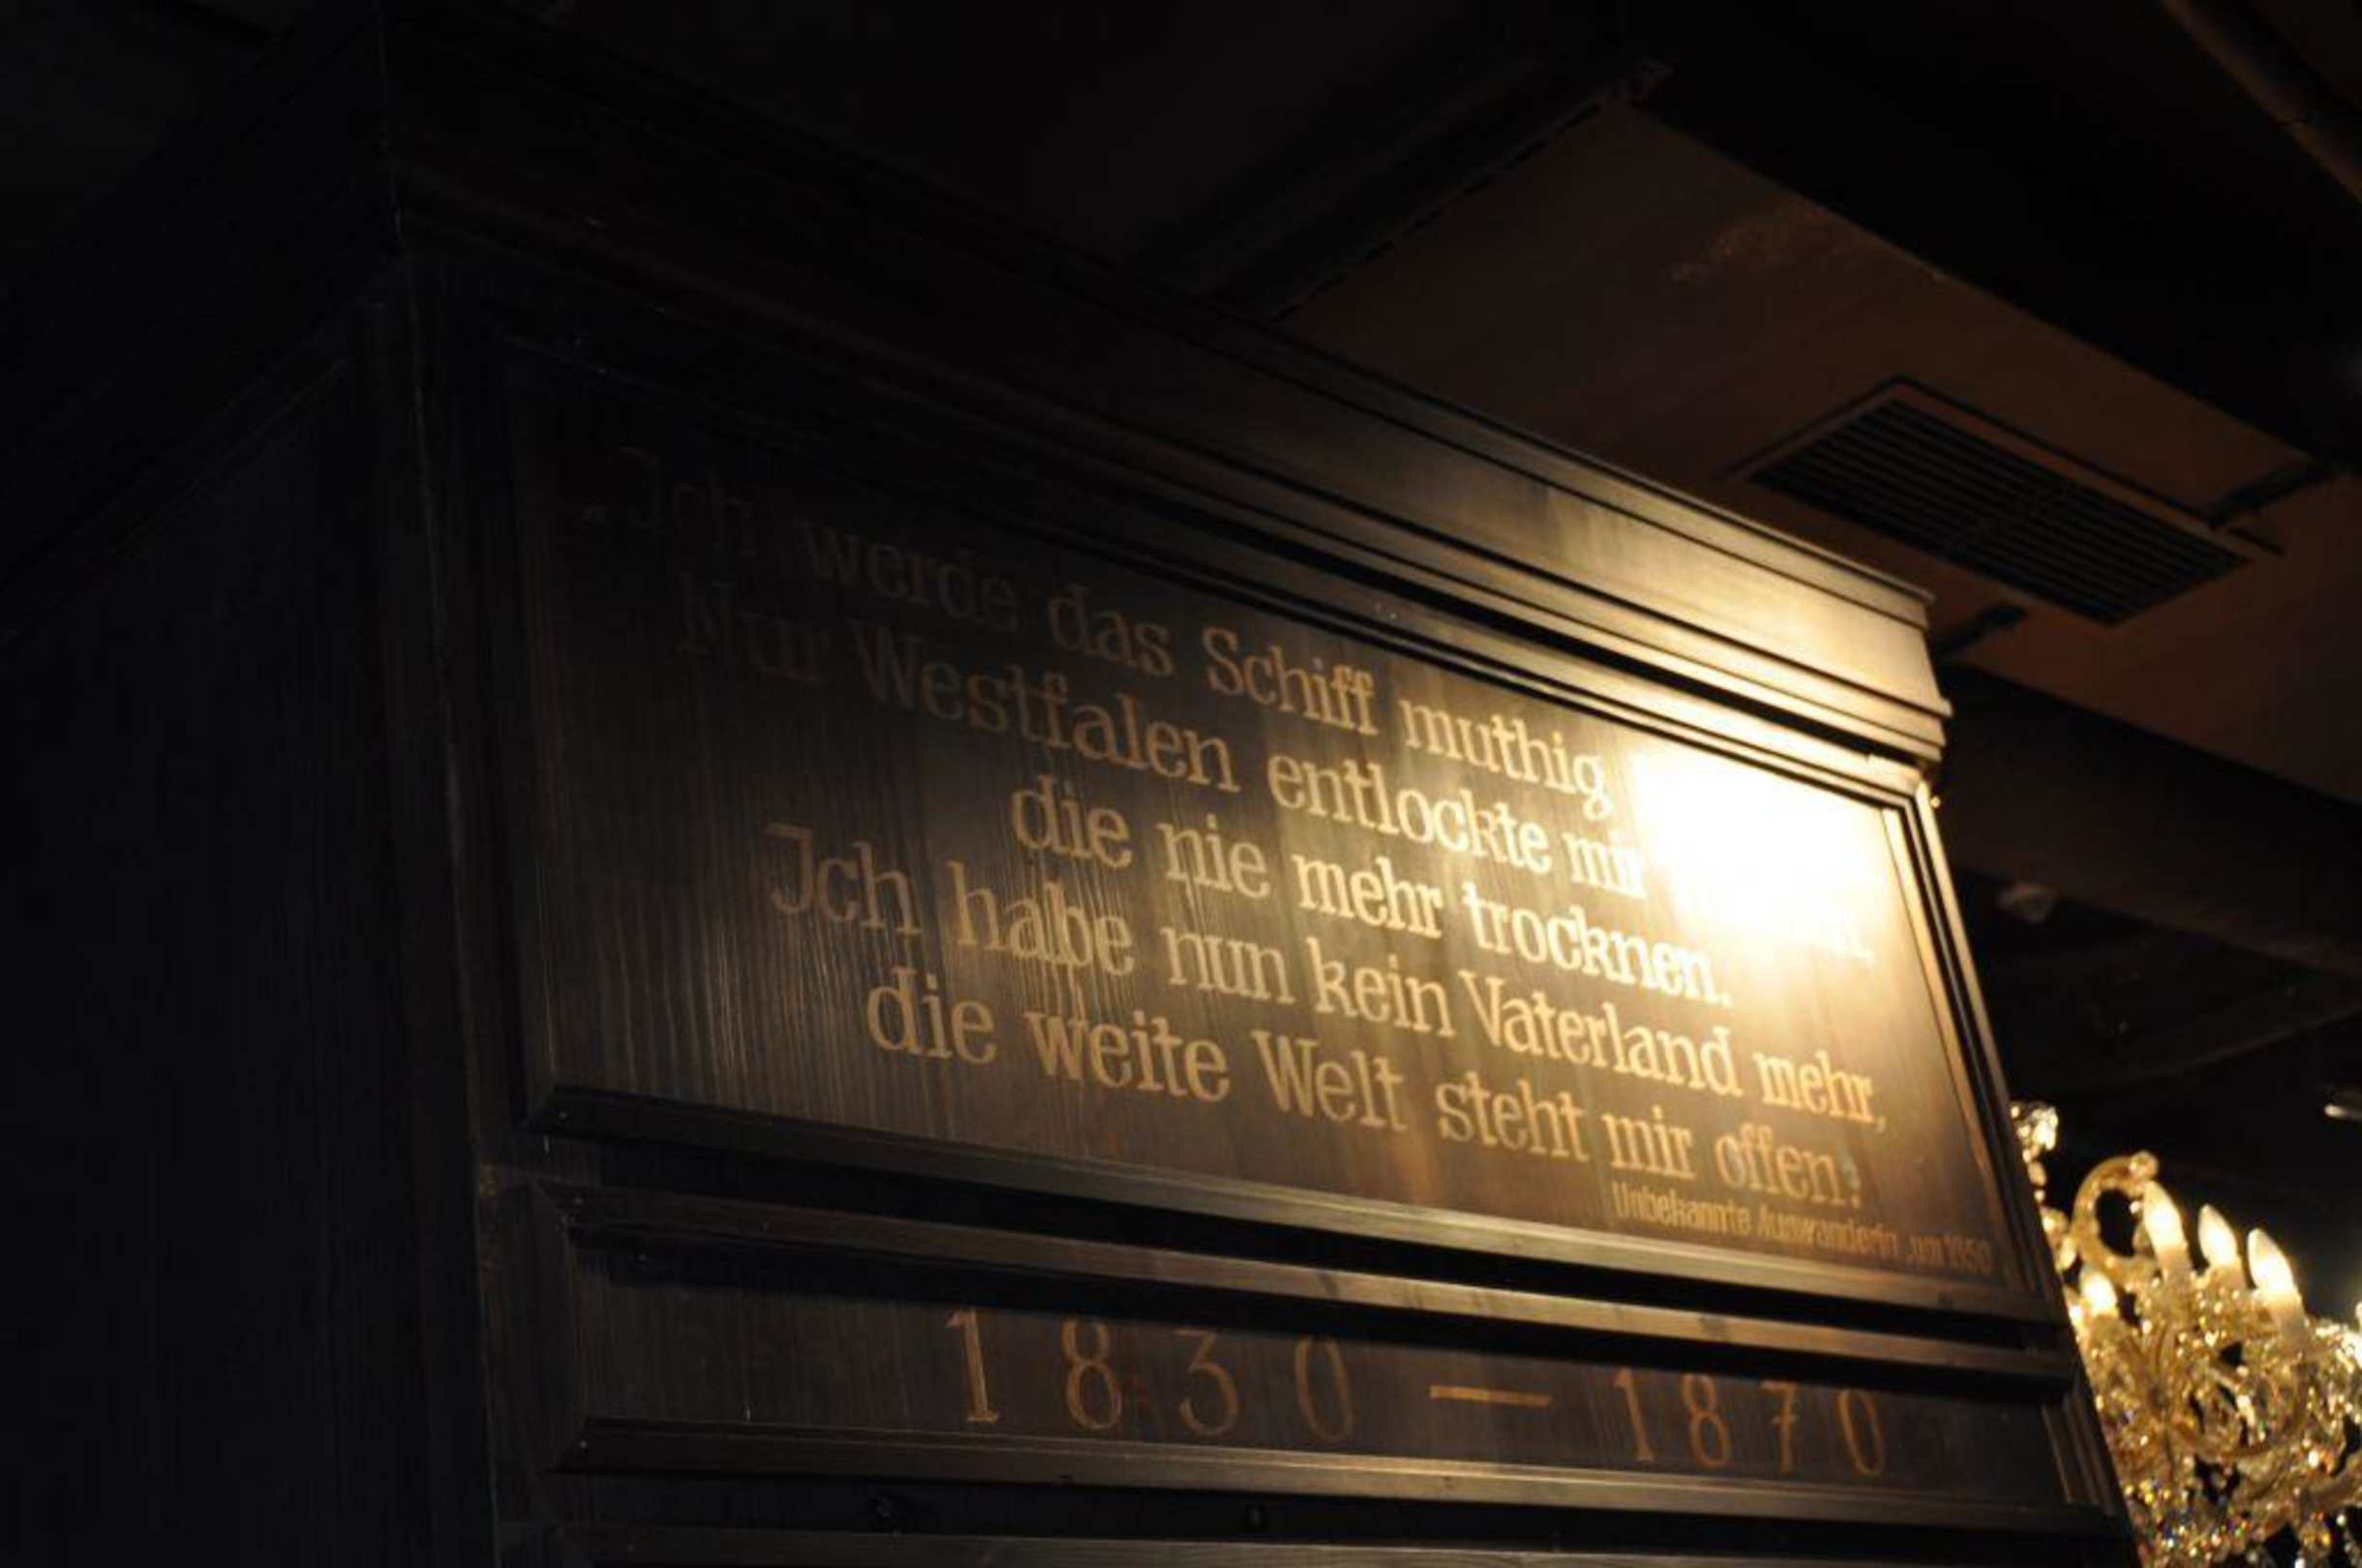 Jch werde das Schiff muthig
Nur Westfalen entlockte mir
die nie mehr trocknen.
Jch habe nun kein Vaterland mehr,
die weite Welt steht mir offen!
Unbekannte Auswanderin ,um 1950
1830 — 1870